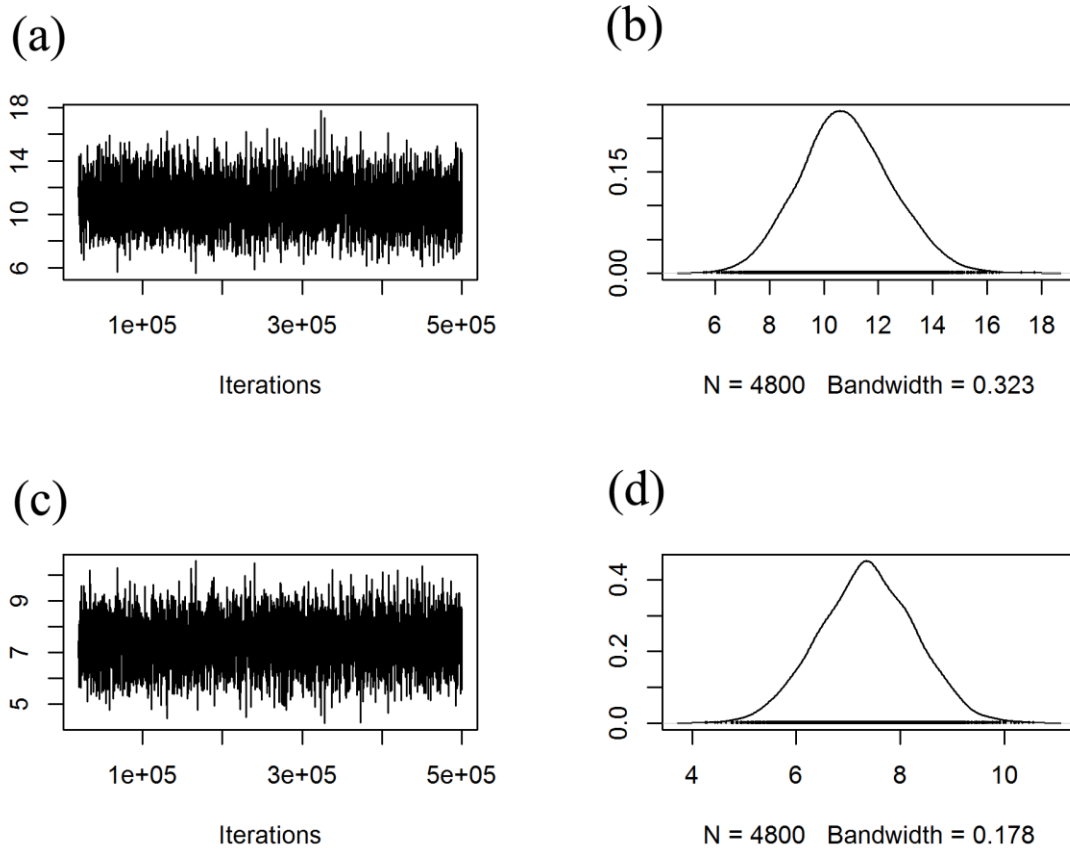 (a)
18
14
10
6
1e+05 3e+05 5e+05
Iterations
(b)
0.15
0.00
6 8 10 12 14 16 18
N = 4800 Bandwidth = 0.323
(c)
9
7
5
1e+05 3e+05 5e+05
Iterations
(d)
0.4
0.2
0.0
4 6 8 10
N = 4800 Bandwidth = 0.178